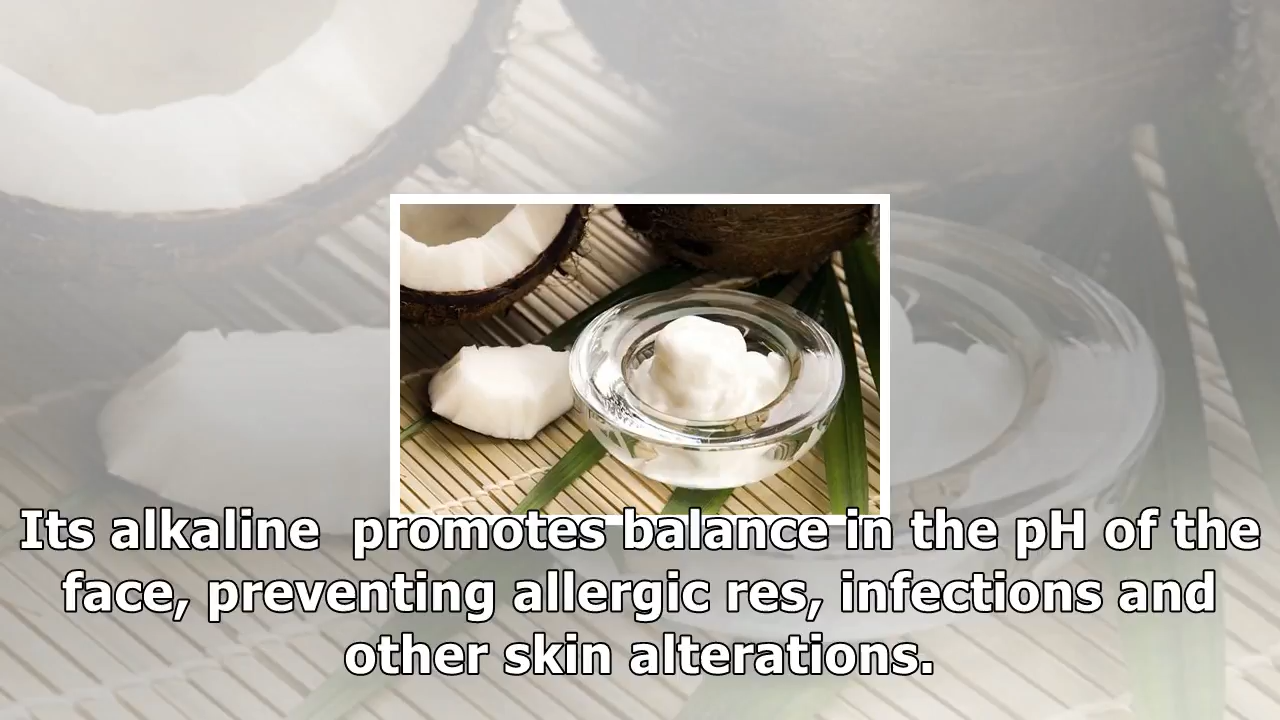 Its alkaline  promotes balance in the pH of the
face, preventing allergic res, infections and
other skin alterations.